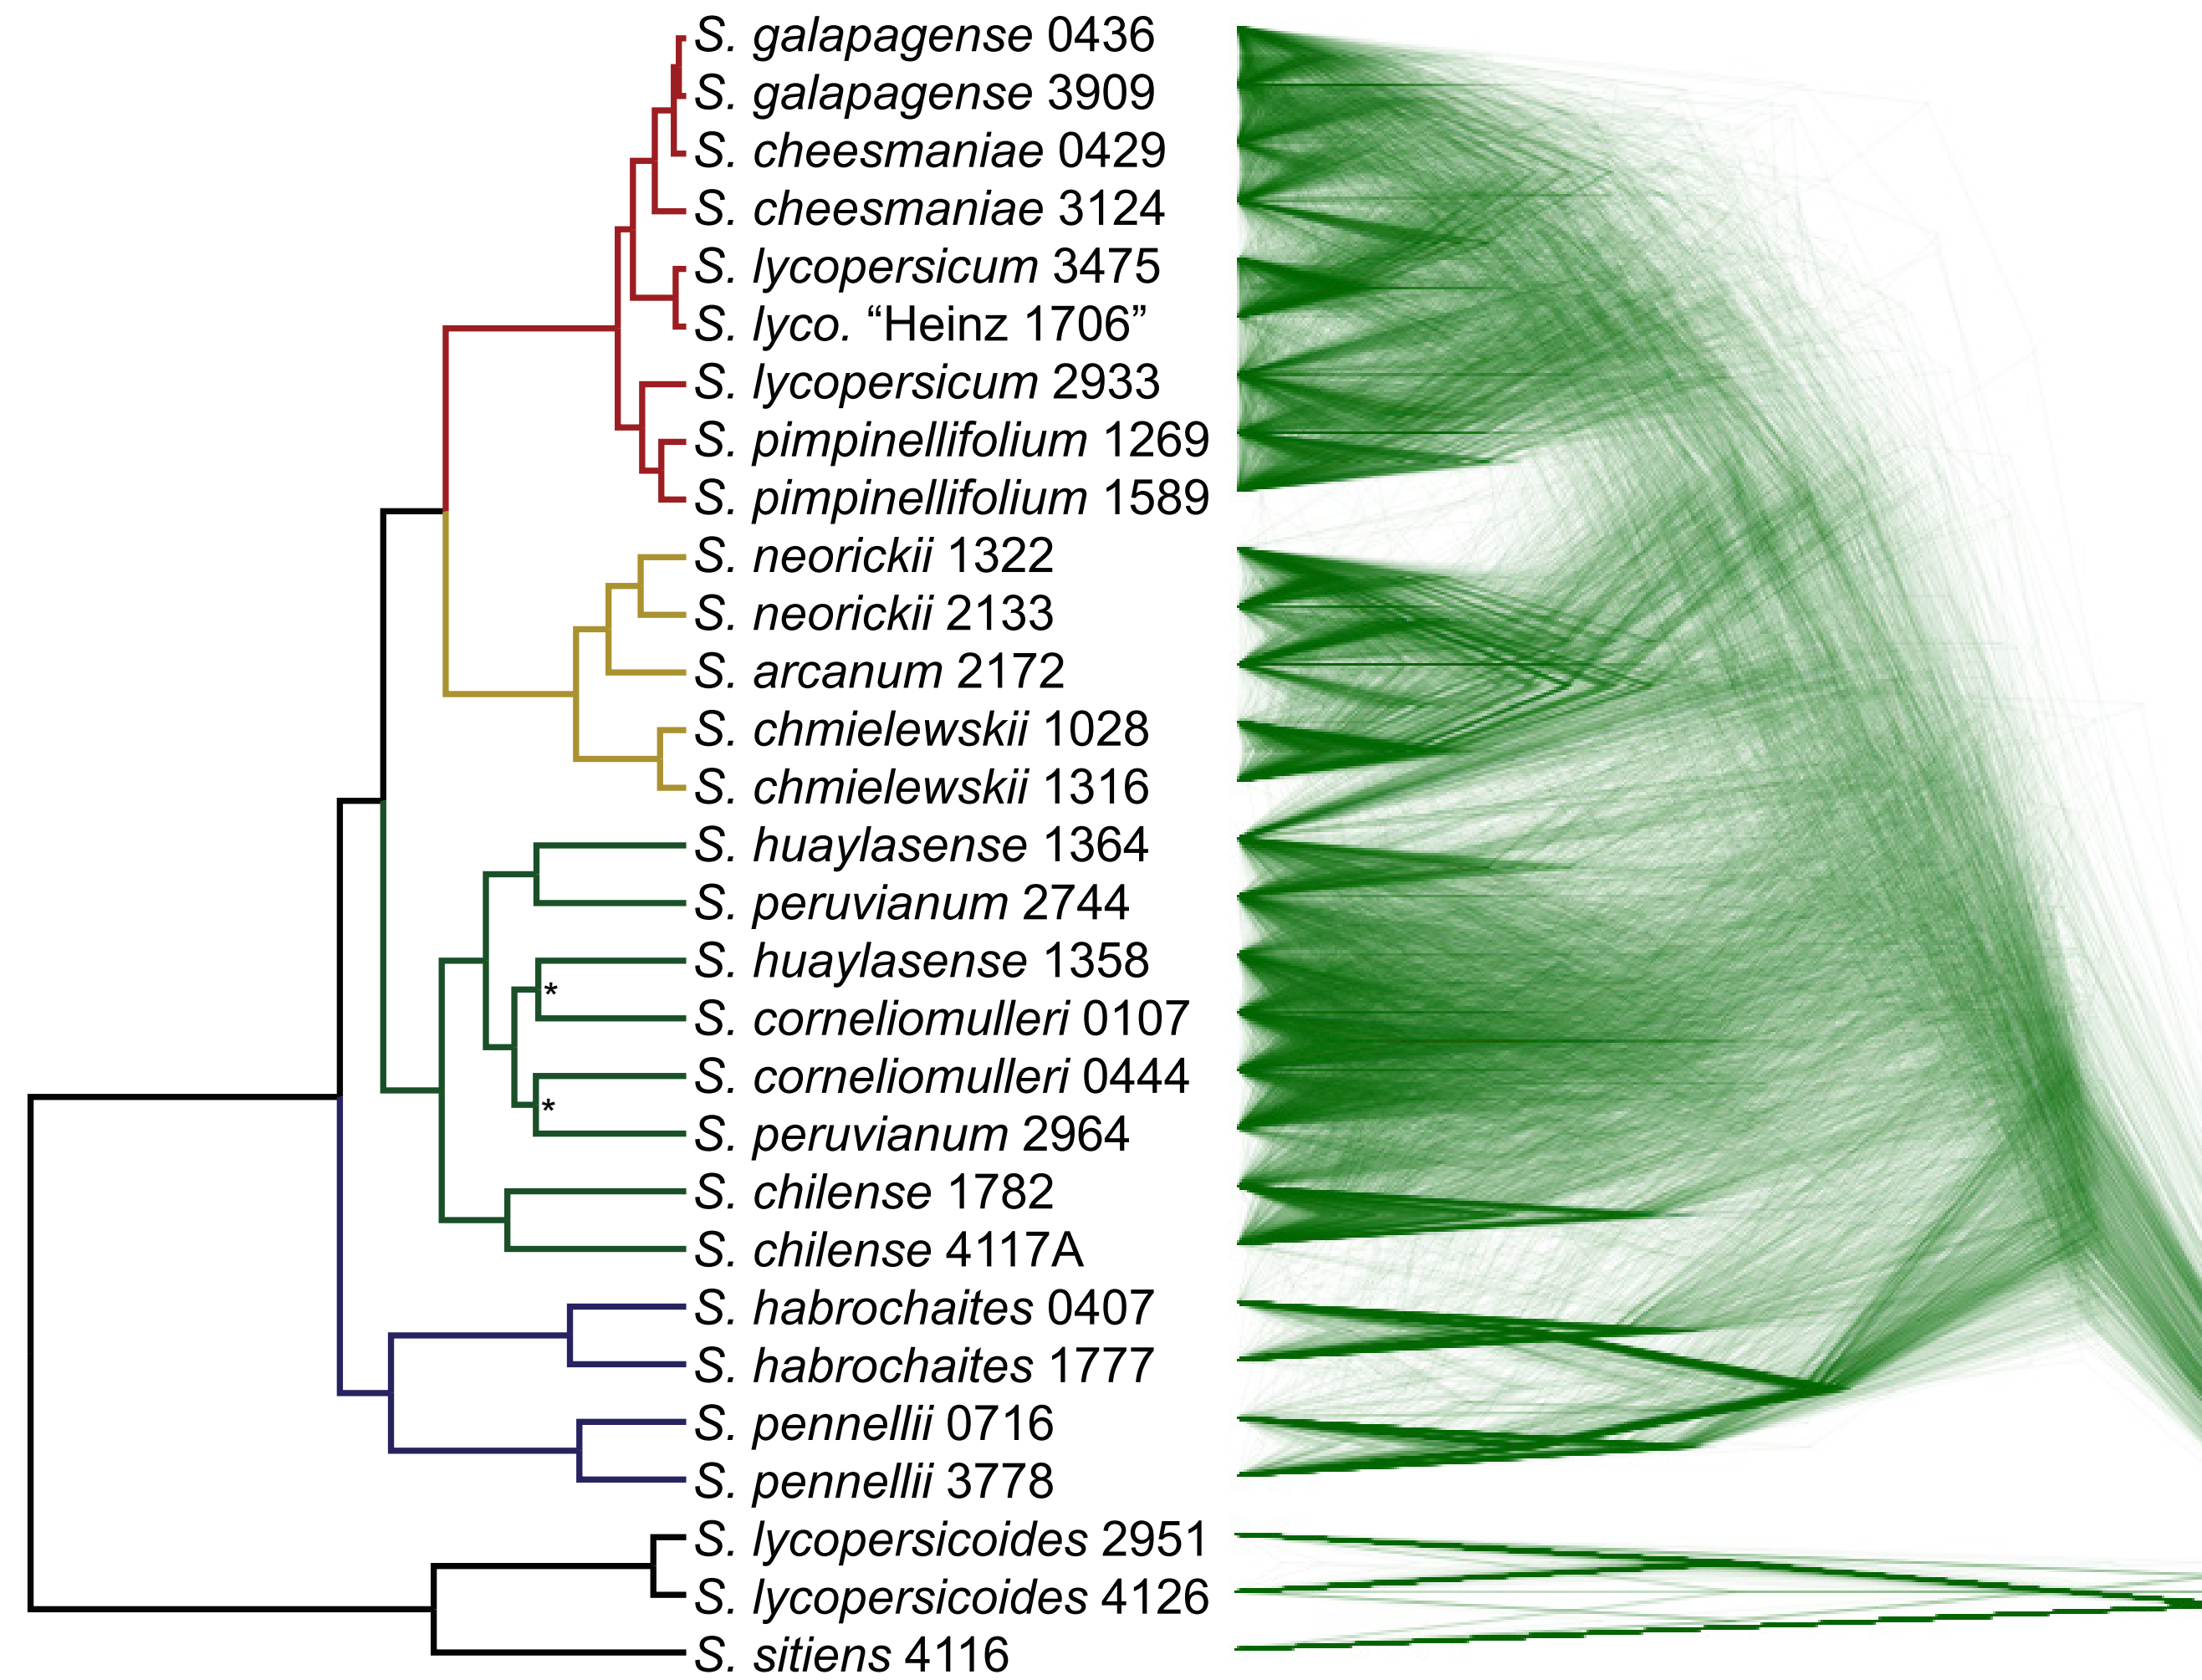 S. galapagense 0436
S. galapagense 3909
S. cheesmaniae 0429
S. cheesmaniae 3124
S. lycopersicum 3475
S. lyco. “Heinz 1706”
S. lycopersicum 2933
S. pimpinellifolium 1269
S. pimpinellifolium 1589
S. neorickii 1322
S. neorickii 2133
S. arcanum 2172
S. chmielewskii 1028
S. chmielewskii 1316
S. huaylasense 1364
S. peruvianum 2744
S. huaylasense 1358
*
S. corneliomulleri 0107
S. corneliomulleri 0444
*
S. peruvianum 2964
S. chilense 1782
S. chilense 4117A
S. habrochaites 0407
S. habrochaites 1777
S. pennellii 0716
S. pennellii 3778
S. lycopersicoides 2951
S. lycopersicoides 4126
S. sitiens 4116